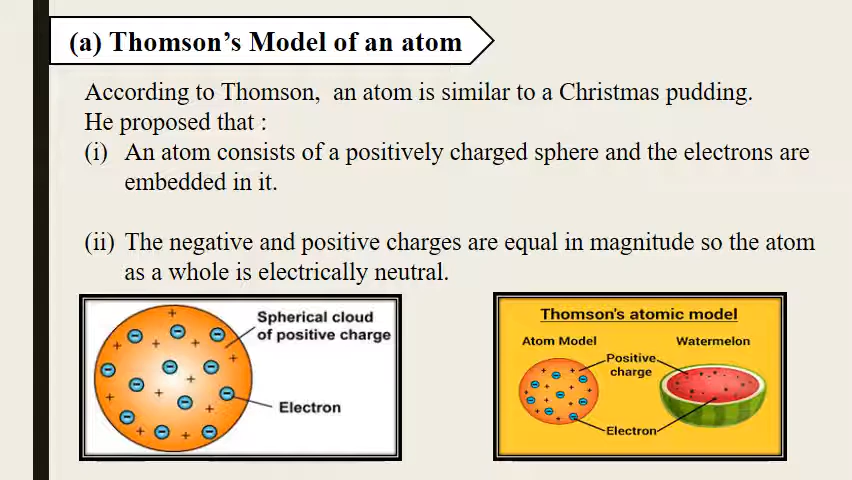 (a) Thomson's Model of an atom
According to Thomson, an atom is similar to a Christmas pudding.
He proposed that :
(i) An atom consists of a positively charged sphere and the electrons are
embedded in it.
(ii) The negative and positive charges are equal in magnitude so the atom
as a whole is electrically neutral.
Spherical cloud
of positive charge
Electron
Thomson's atomic model
Atom Model
Watermelon
Positive
charge
Electron